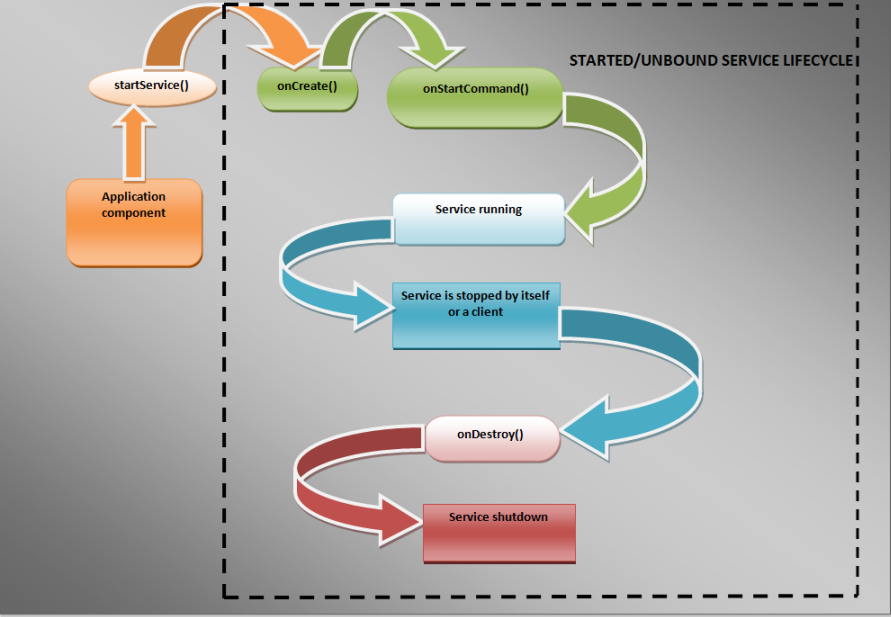 STARTED/UNBOUND SERVICE LIFECYCLE
startService()
onCreate()
onStartCommand()
Application
component
Service running
Service is stopped by itself
or a client
onDestroy()
Service shutdown